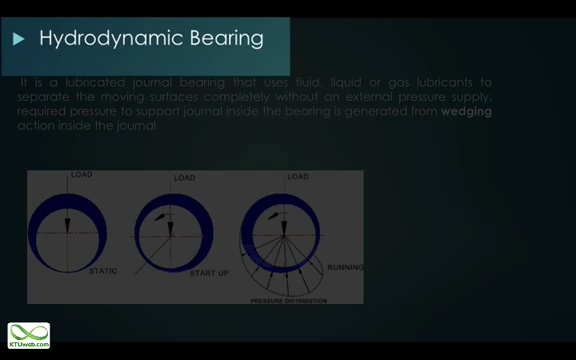 Hydrodynamic Bearing
It is a lubricated journal bearing that uses fluid, liquid or gas lubricants to
separate the moving surfaces completely without an external pressure supply,
required pressure to support journal inside the bearing is generated from wedging
action inside the journal
LOAD
LOAD
LOAD
STATIC
START UP
RUNNING
PRESSURE DISTRIBUTION
KTUweb.com